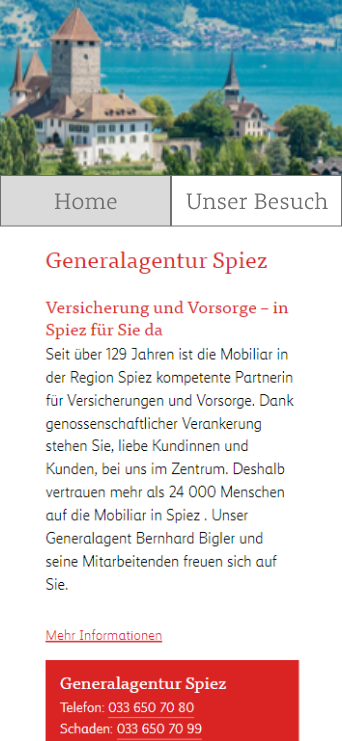 Home
Unser Besuch
Generalagentur Spiez
Versicherung und Vorsorge – in
Spiez für Sie da
Seit über 129 Jahren ist die Mobiliar in
der Region Spiez kompetente Partnerin
für Versicherungen und Vorsorge. Dank
genossenschaftlicher Verankerung
stehen Sie, liebe Kundinnen und
Kunden, bei uns im Zentrum. Deshalb
vertrauen mehr als 24 000 Menschen
auf die Mobiliar in Spiez . Unser
Generalagent Bernhard Bigler und
seine Mitarbeitenden freuen sich auf
Sie.
Mehr Informationen
Generalagentur Spiez
Telefon: 033 650 70 80
Schaden: 033 650 70 99